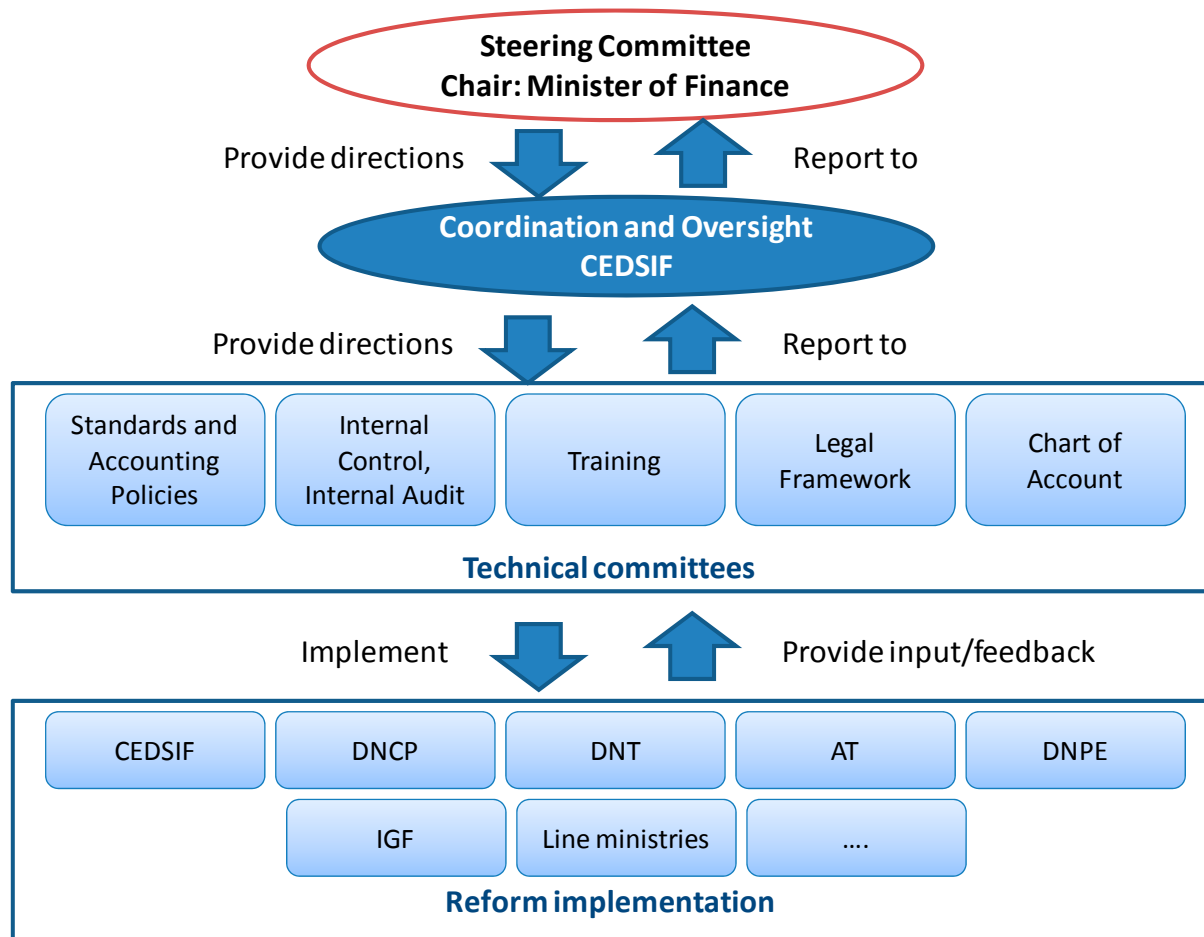 Steering Committee
Chair: Minister of Finance
Provide directions
Report to
Coordination and Oversight
CEDSIF
Provide directions
Report to
Standards and
Accounting
Policies
Internal
Control,
Internal Audit
Training
Legal
Framework
Chart of
Account
Technical committees
Implement
Provide input/feedback
CEDSIF
DNCP
DNT
AT
DNPE
IGF
Line ministries
....
Reform implementation